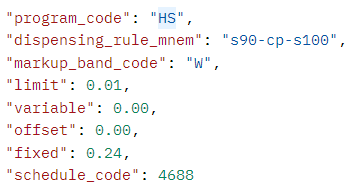 "program_code": "HS",
"dispensing_rule_mnem": "s90-cp-s100",
"markup_band_code": "W",
"limit": 0.01,
"variable": 0.00,
"offset": 0.00,
"fixed": 0.24,
"schedule_code": 4688